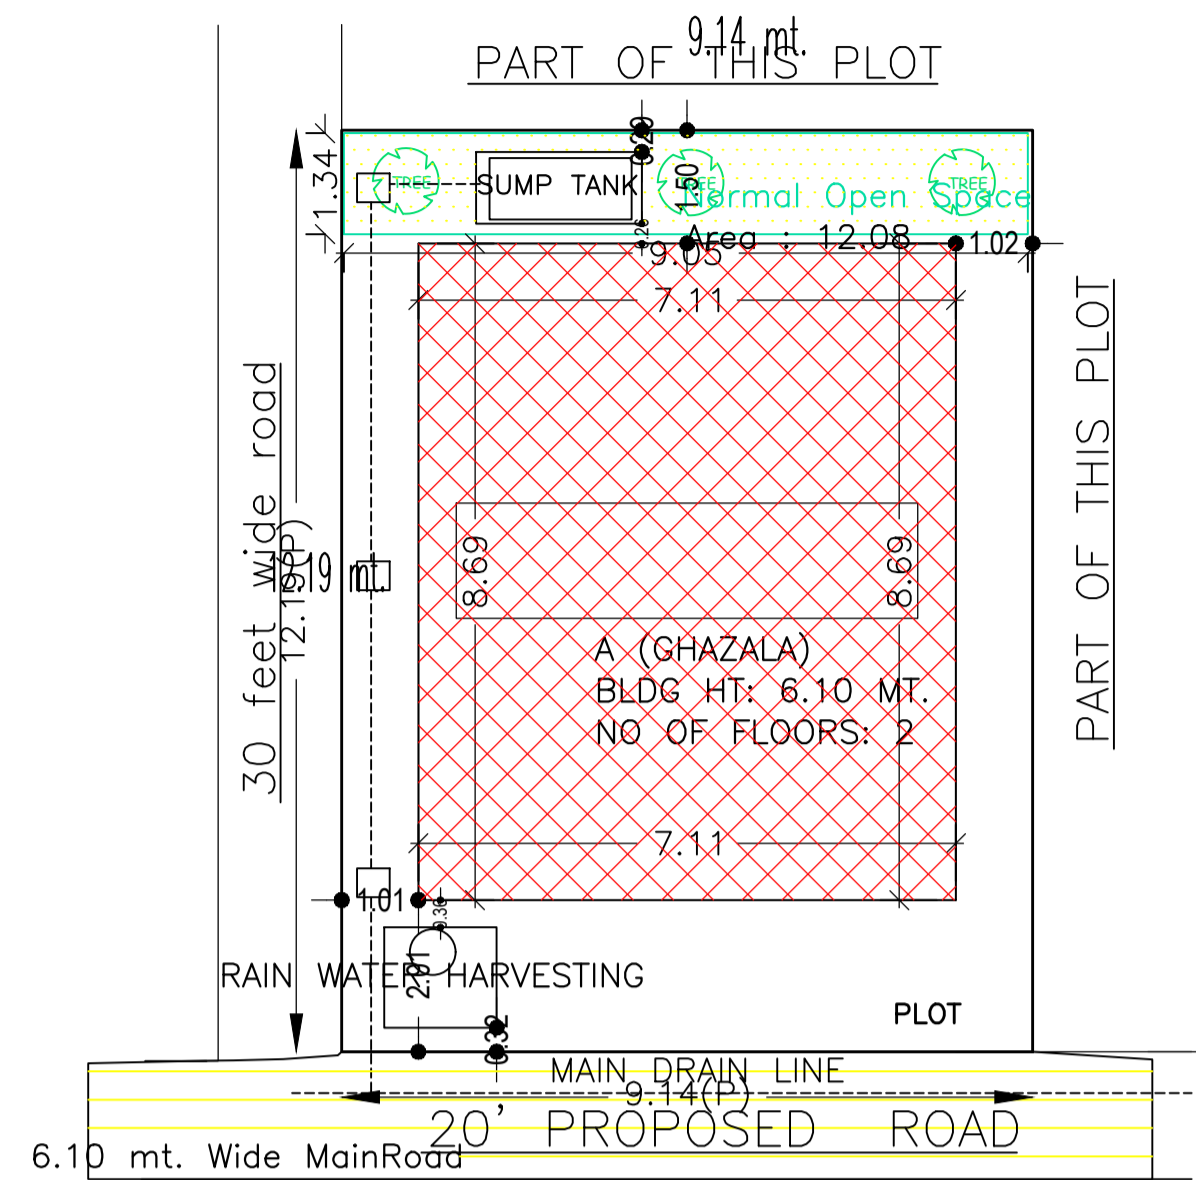 9.14 mt.
PART OF THIS PLOT
0.20
1.34
TREE
SUMP TANK
1.50
TREE
TREE
Normal Open Space
Area : 12.08
.26
9.05
1.02
7.11
PART OF THIS PLOT
30 feet wide road
12.19(P)
12.19 mt.
8.69
8.69
A (GHAZALA)
BLDG HT: 6.10 MT.
NO OF FLOORS: 2
7.11
1.01
0.36
2.01
RAIN WATER HARVESTING
0.32
PLOT
MAIN DRAIN LINE
9.14(P)
20' PROPOSED ROAD
6.10 mt. Wide MainRoad